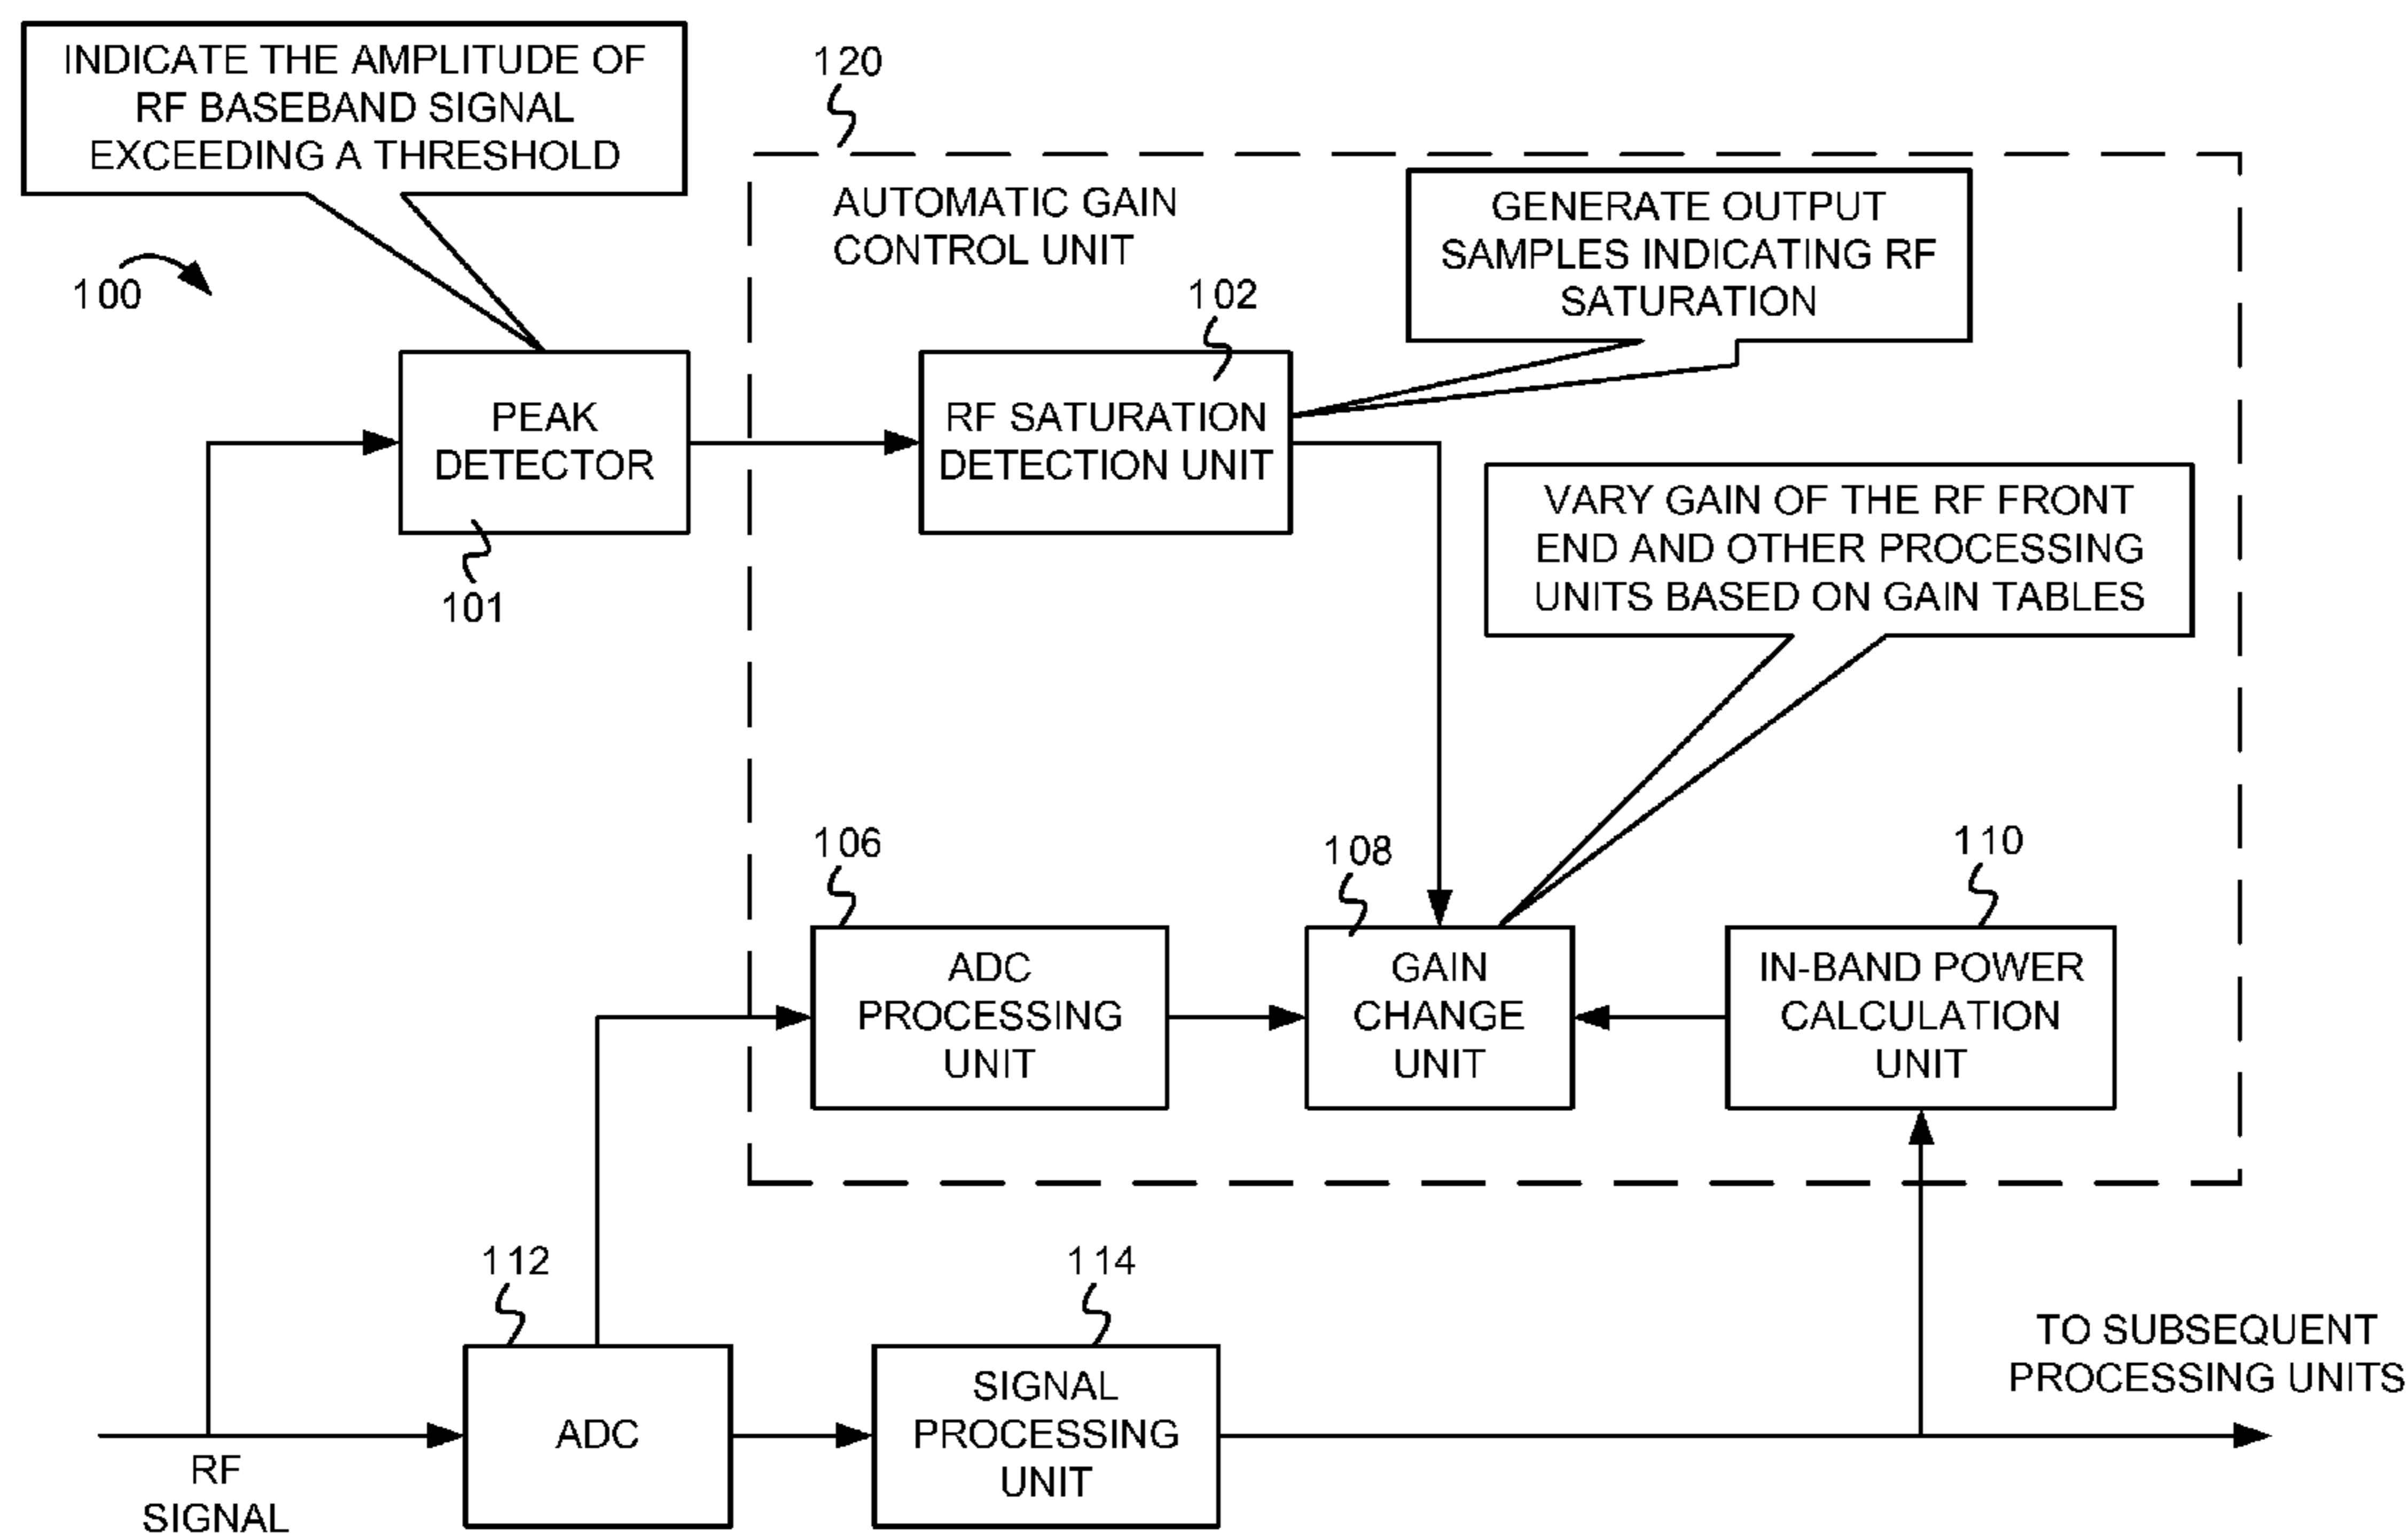 INDICATE THE AMPLITUDE OF
RF BASEBAND SIGNAL
EXCEEDING A THRESHOLD
120
AUTOMATIC GAIN
CONTROL UNIT
GENERATE OUTPUT
SAMPLES INDICATING RF
SATURATION
100
102
PEAK
DETECTOR
101
RF SATURATION
DETECTION UNIT
VARY GAIN OF THE RF FRONT
END AND OTHER PROCESSING
UNITS BASED ON GAIN TABLES
106
108
110
ADC
PROCESSING
UNIT
GAIN
CHANGE
UNIT
IN-BAND POWER
CALCULATION
UNIT
112
114
ADC
SIGNAL
PROCESSING
UNIT
TO SUBSEQUENT
PROCESSING UNITS
RF
SIGNAL